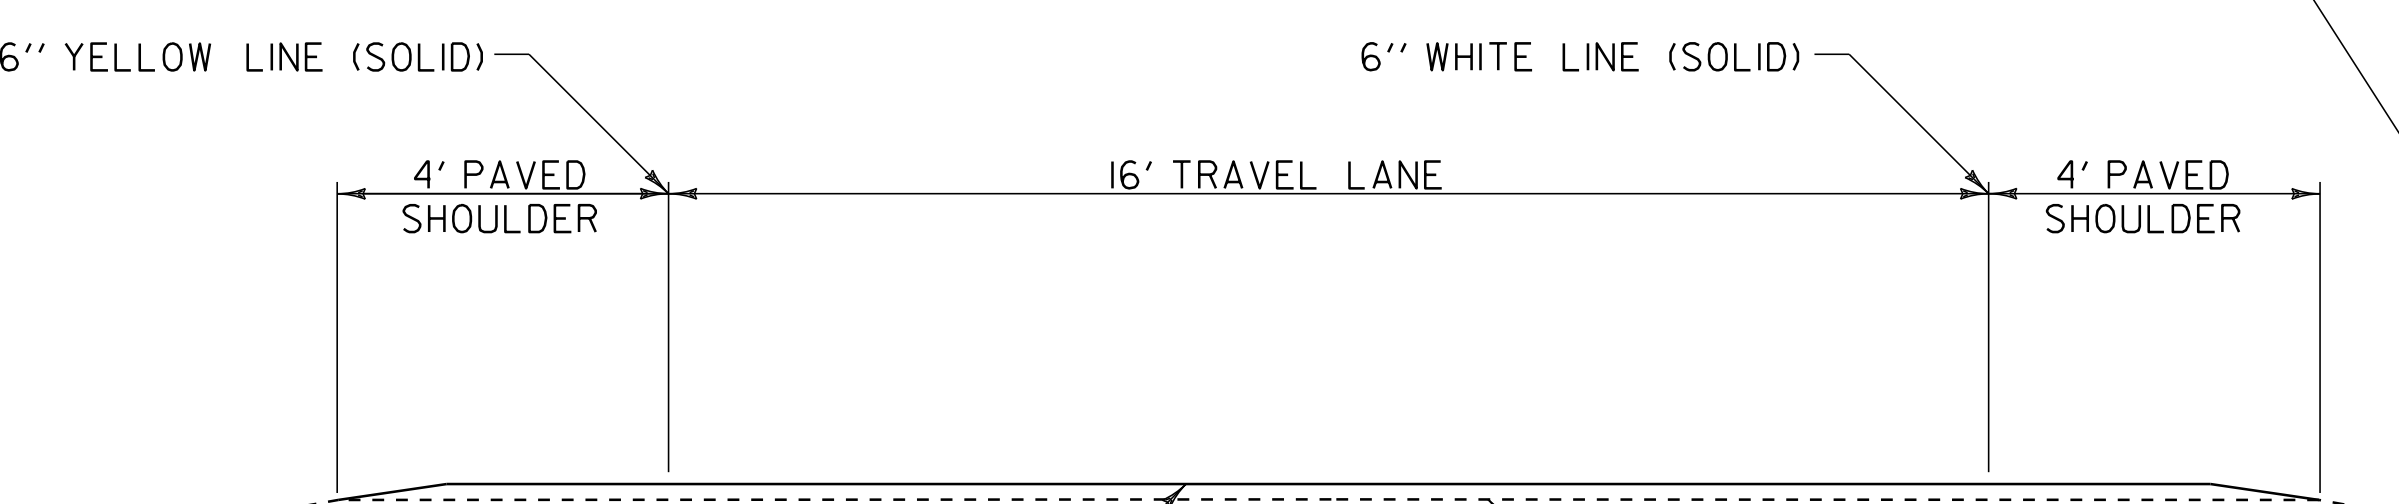 6'' YELLOW LINE (SOLID)
6'' WHITE LINE (SOLID)
4' PAVED
SHOULDER
16' TRAVEL LANE
4' PAVED
SHOULDER